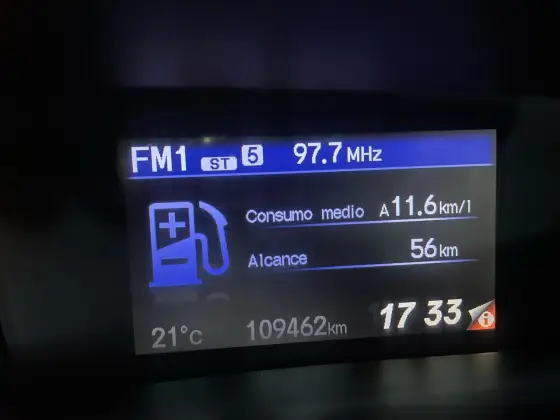 FM1 ST 5 97.7 MHz
Consumo medio A 11.6 km/l
Alcance 56 km
21°C 109462 km 17 33 i